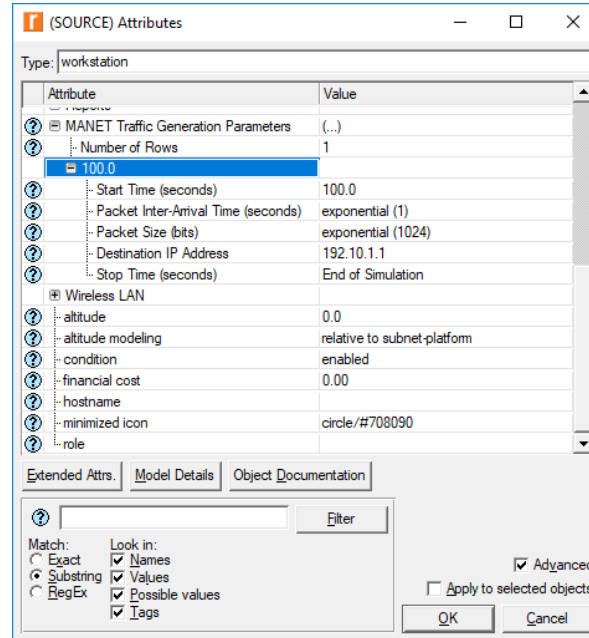 (SOURCE) Attributes
Type: workstation
Attribute Value
Reports
MANET Traffic Generation Parameters (...)
Number of Rows 1
100.0
Start Time (seconds) 100.0
Packet Inter-Arrival Time (seconds) exponential (1)
Packet Size (bits) exponential (1024)
Destination IP Address 192.10.1.1
Stop Time (seconds) End of Simulation
Wireless LAN
altitude 0.0
altitude modeling relative to subnet-platform
condition enabled
financial cost 0.00
hostname
minimized icon circle/#708090
role
Extended Attrs. Model Details Object Documentation
Filter
Match: Look in:
Exact Names
Substring Values
RegEx Possible values
Tags
Advanced
Apply to selected objects
OK Cancel